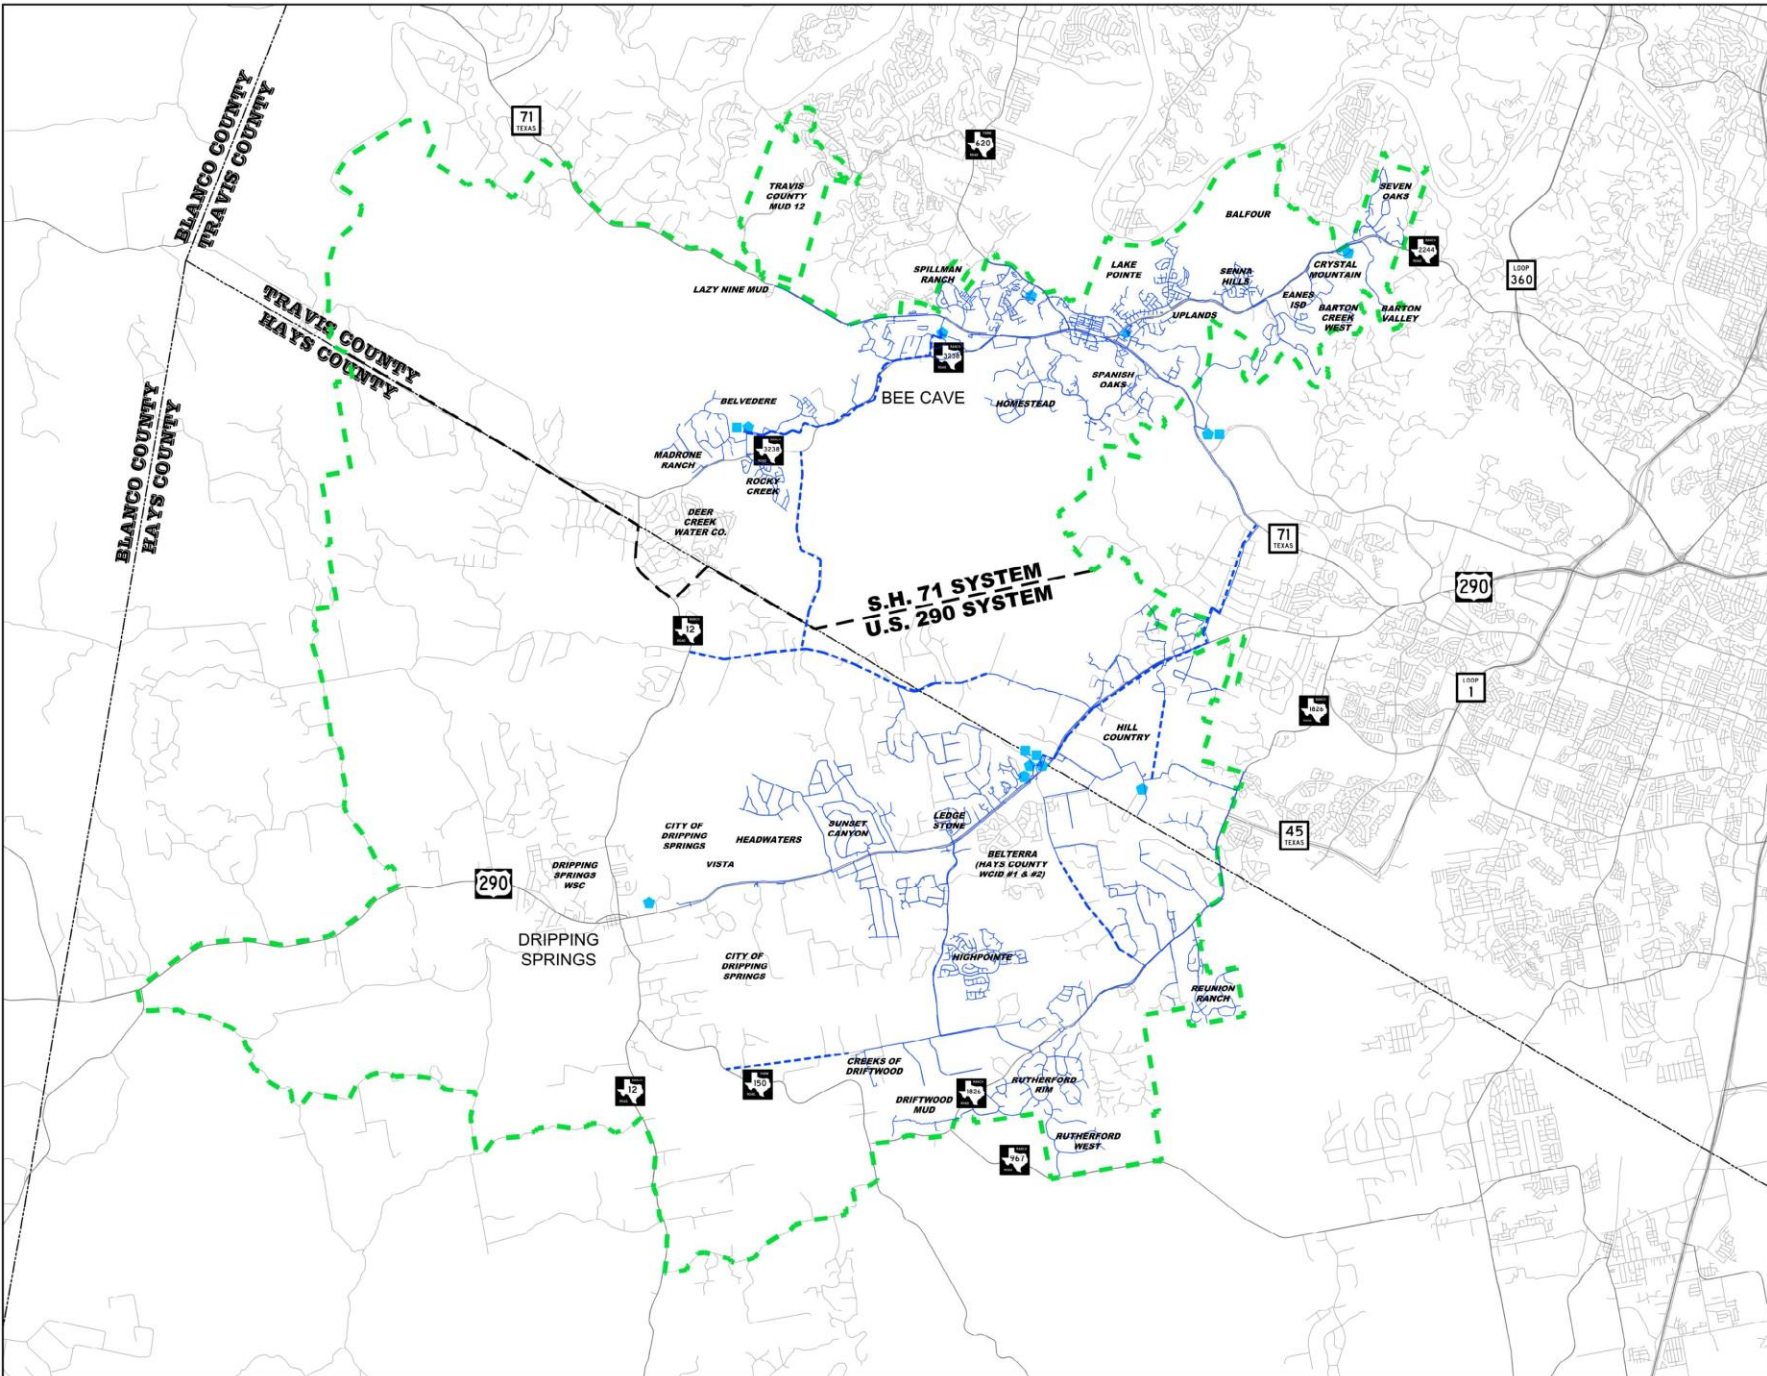 BLANCO COUNTY
TRAVIS COUNTY
71
TEXAS
620
TRAVIS
COUNTY
MUD 12
SEVEN
OAKS
BALFOUR
2244
LOOP
360
LAKE
POINTE
SPILLMAN
RANCH
SENNA
HILLS
CRYSTAL
MOUNTAIN
LAZY NINE MUD
EANES
ISD
BARTON
CREEK
WEST
BARTON
VALLEY
UPLANDS
TRAVIS COUNTY
HAYS COUNTY
3238
SPANISH
OAKS
BEE CAVE
HOMESTEAD
BELVEDERE
BLANCO COUNTY
HAYS COUNTY
3238
MADRONE
RANCH
ROCKY
CREEK
DEER
CREEK
WATER CO.
71
TEXAS
S.H. 71 SYSTEM
U.S. 290 SYSTEM
290
12
LOOP
1
1826
HILL
COUNTRY
CITY OF
DRIPPING
SPRINGS
HEADWATERS
SUNSET
CANYON
LEDGE
STONE
45
TEXAS
VISTA
BELTERRA
(HAYS COUNTY
WCID #1 & #2)
DRIPPING
SPRINGS
WSC
290
DRIPPING
SPRINGS
CITY OF
DRIPPING
SPRINGS
HIGHPOINTE
REUNION
RANCH
CREEKS OF
DRIFTWOOD
12
150
1826
RUTHERFORD
RIM
DRIFTWOOD
MUD
RUTHERFORD
WEST
967